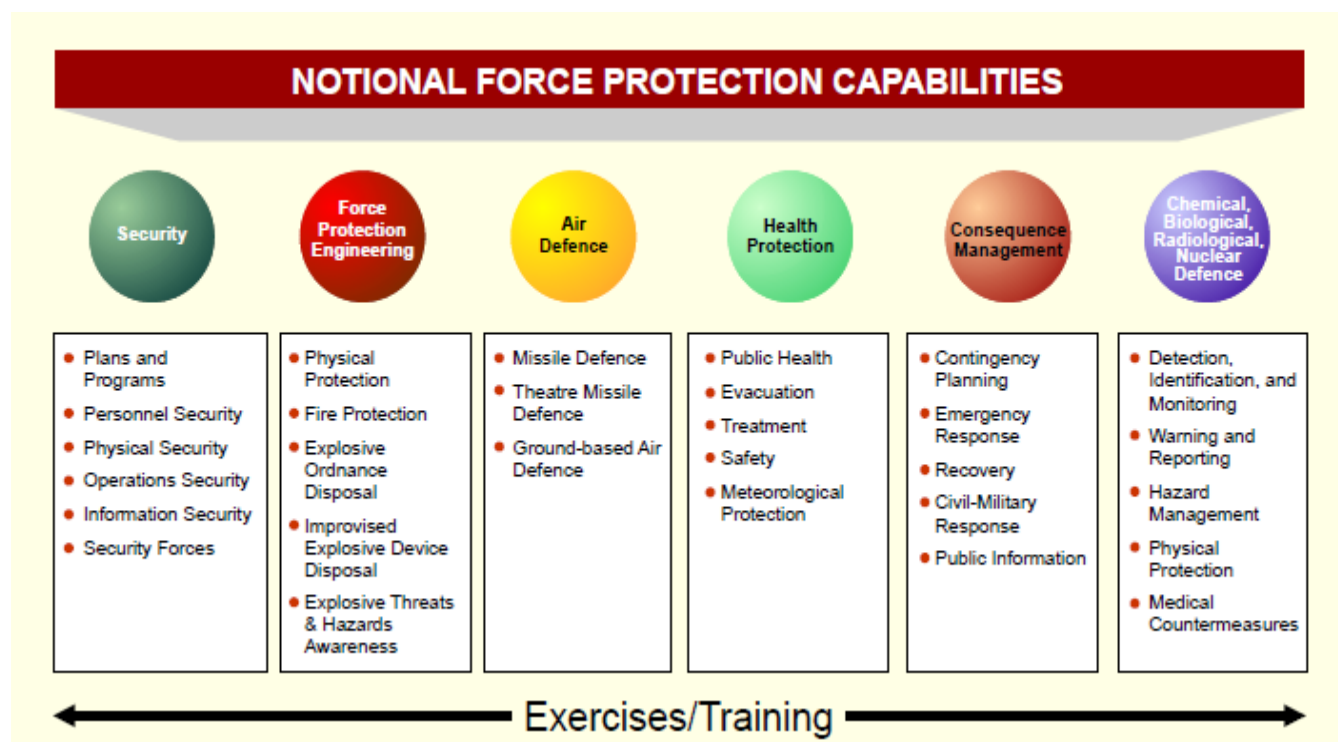 NOTIONAL FORCE PROTECTION CAPABILITIES
Security
Force
Protection
Engineering
Air
Defence
Health
Protection
Consequence
Management
Chemical,
Biological,
Radiological,
Nuclear
Defence
• Plans and
Programs
• Personnel Security
• Physical Security
• Operations Security
• Information Security
• Security Forces
• Physical
Protection
• Fire Protection
• Explosive
Ordnance
Disposal
• Improvised
Explosive Device
Disposal
• Explosive Threats
& Hazards
Awareness
• Missile Defence
• Theatre Missile
Defence
• Ground-based Air
Defence
• Public Health
• Evacuation
• Treatment
• Safety
• Meteorological
Protection
• Contingency
Planning
• Emergency
Response
• Recovery
• Civil-Military
Response
• Public Information
• Detection,
Identification, and
Monitoring
• Warning and
Reporting
• Hazard
Management
• Physical
Protection
• Medical
Countermeasures
Exercises/Training